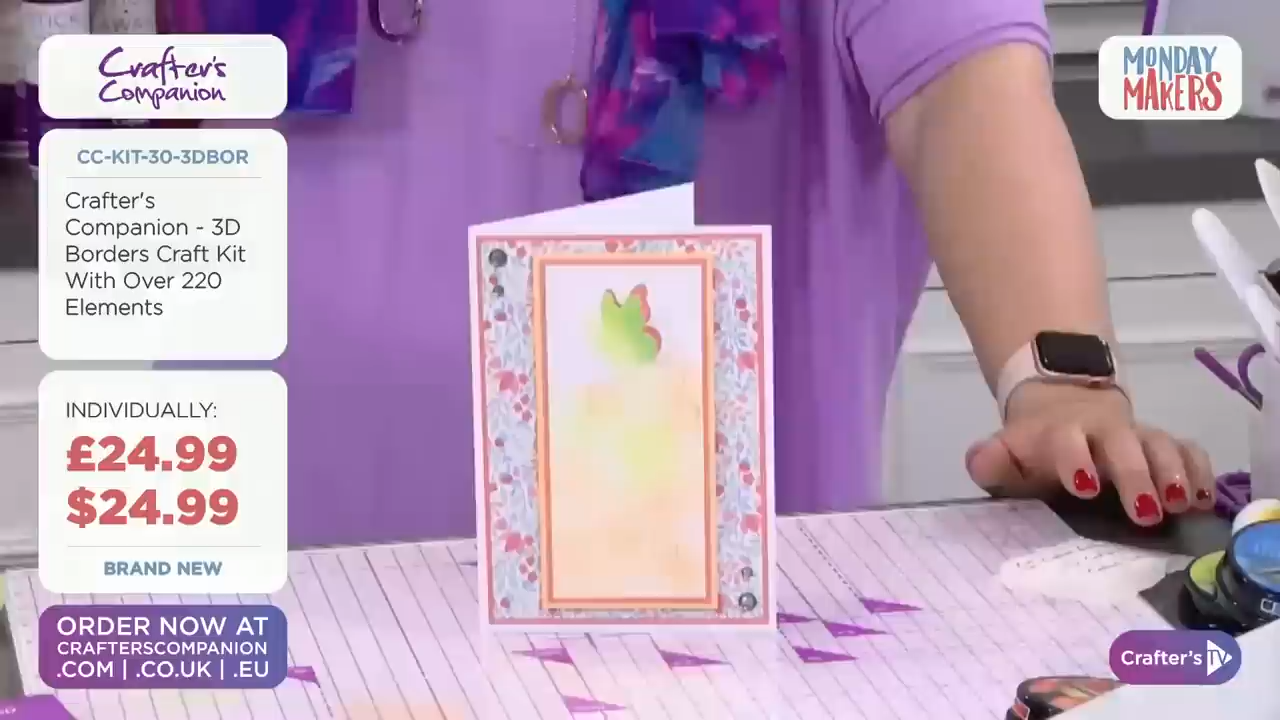 Crafter's
Companion
CC-KIT-30-3DBOR
Crafter's
Companion - 3D
Borders Craft Kit
With Over 220
Elements
INDIVIDUALLY:
£24.99
$24.99
BRAND NEW
ORDER NOW AT
CRAFTERSCOMPANION
.COM | .CO.UK | .EU
MONDAY
MAKERS
Crafter's TV